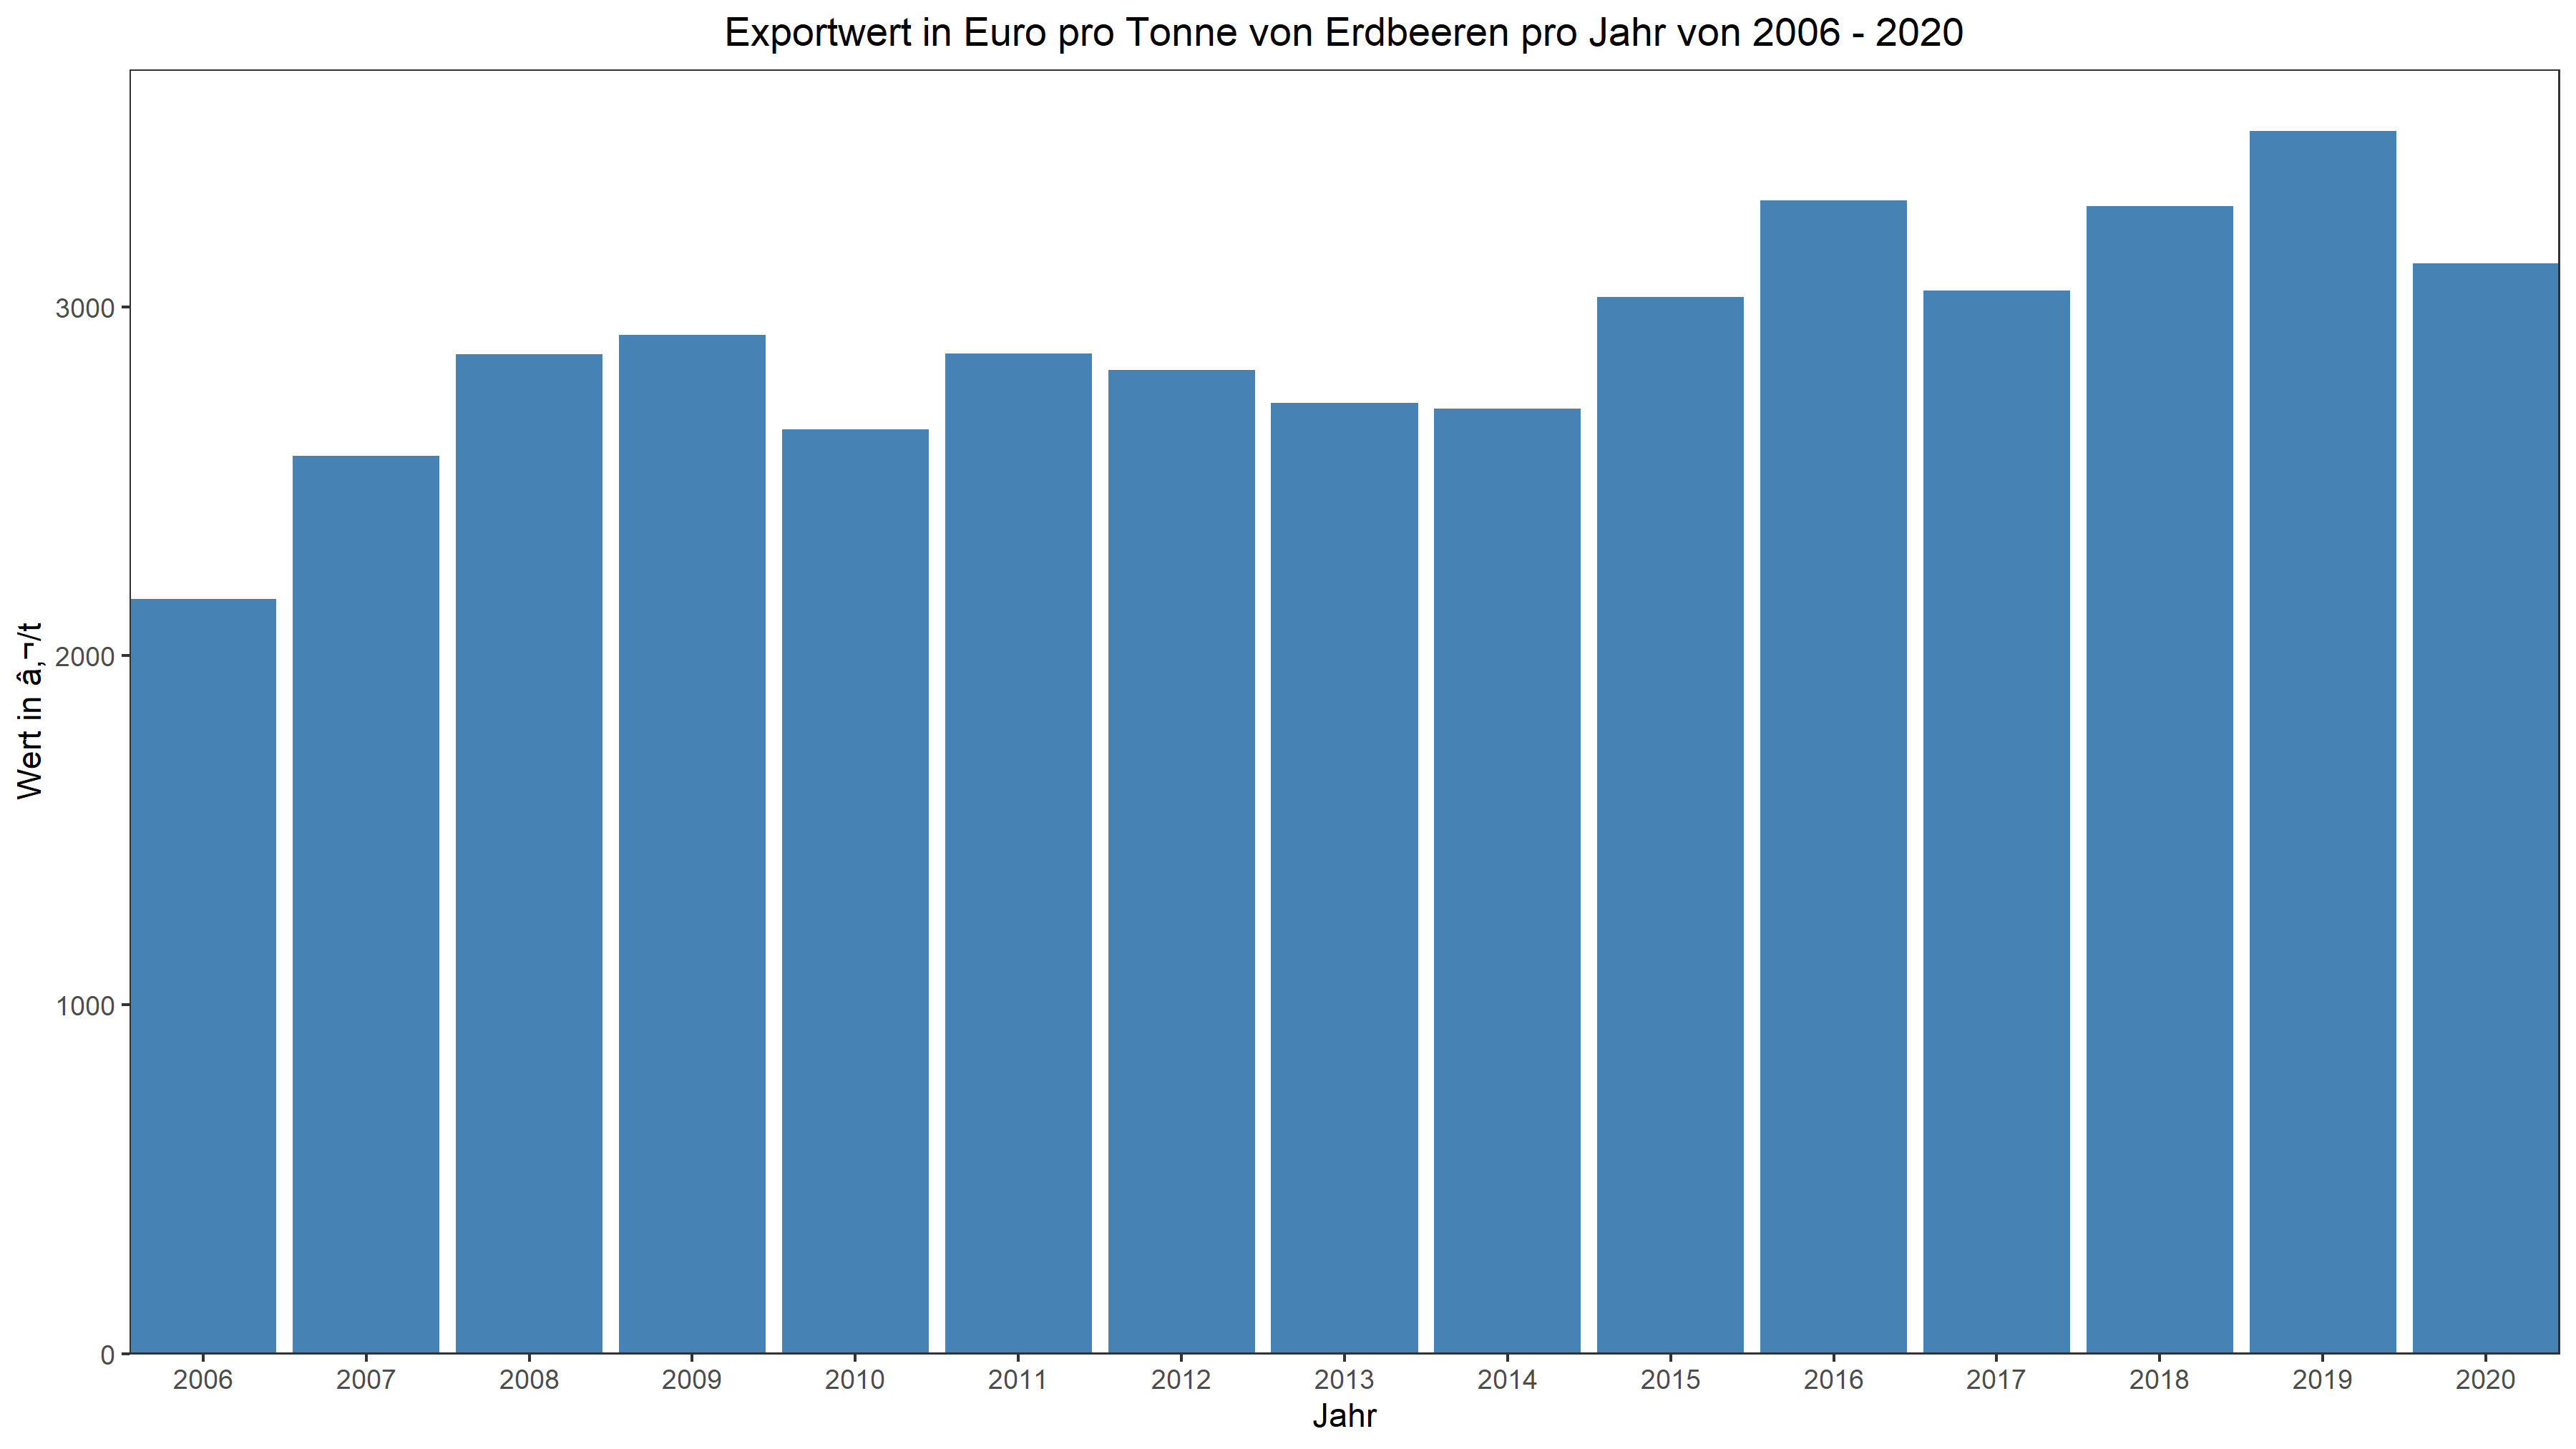 Exportwert in Euro pro Tonne von Erdbeeren pro Jahr von 2006 - 2020
Wert in â‚¬/t
3000
2000
1000
0
2006 2007 2008 2009 2010 2011 2012 2013 2014 2015 2016 2017 2018 2019 2020
Jahr